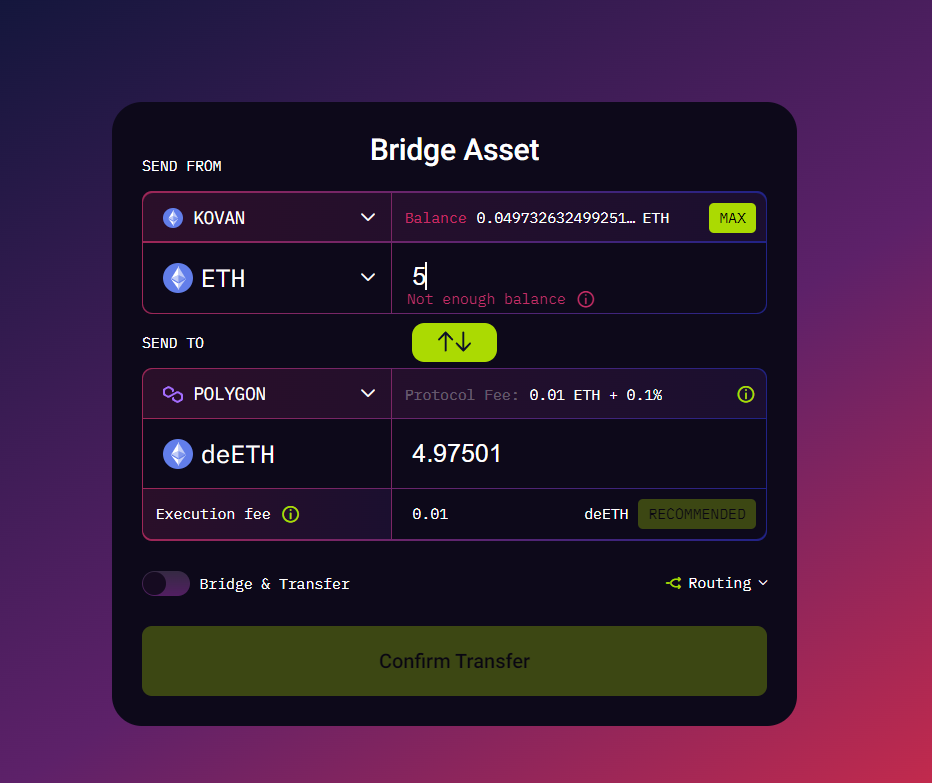 Bridge Asset
SEND FROM
KOVAN
Balance 0.049732632499251… ETH MAX
ETH
5
Not enough balance
SEND TO
POLYGON
Protocol Fee: 0.01 ETH + 0.1%
deETH
4.97501
Execution fee
0.01 deETH RECOMMENDED
Bridge & Transfer
Routing
Confirm Transfer